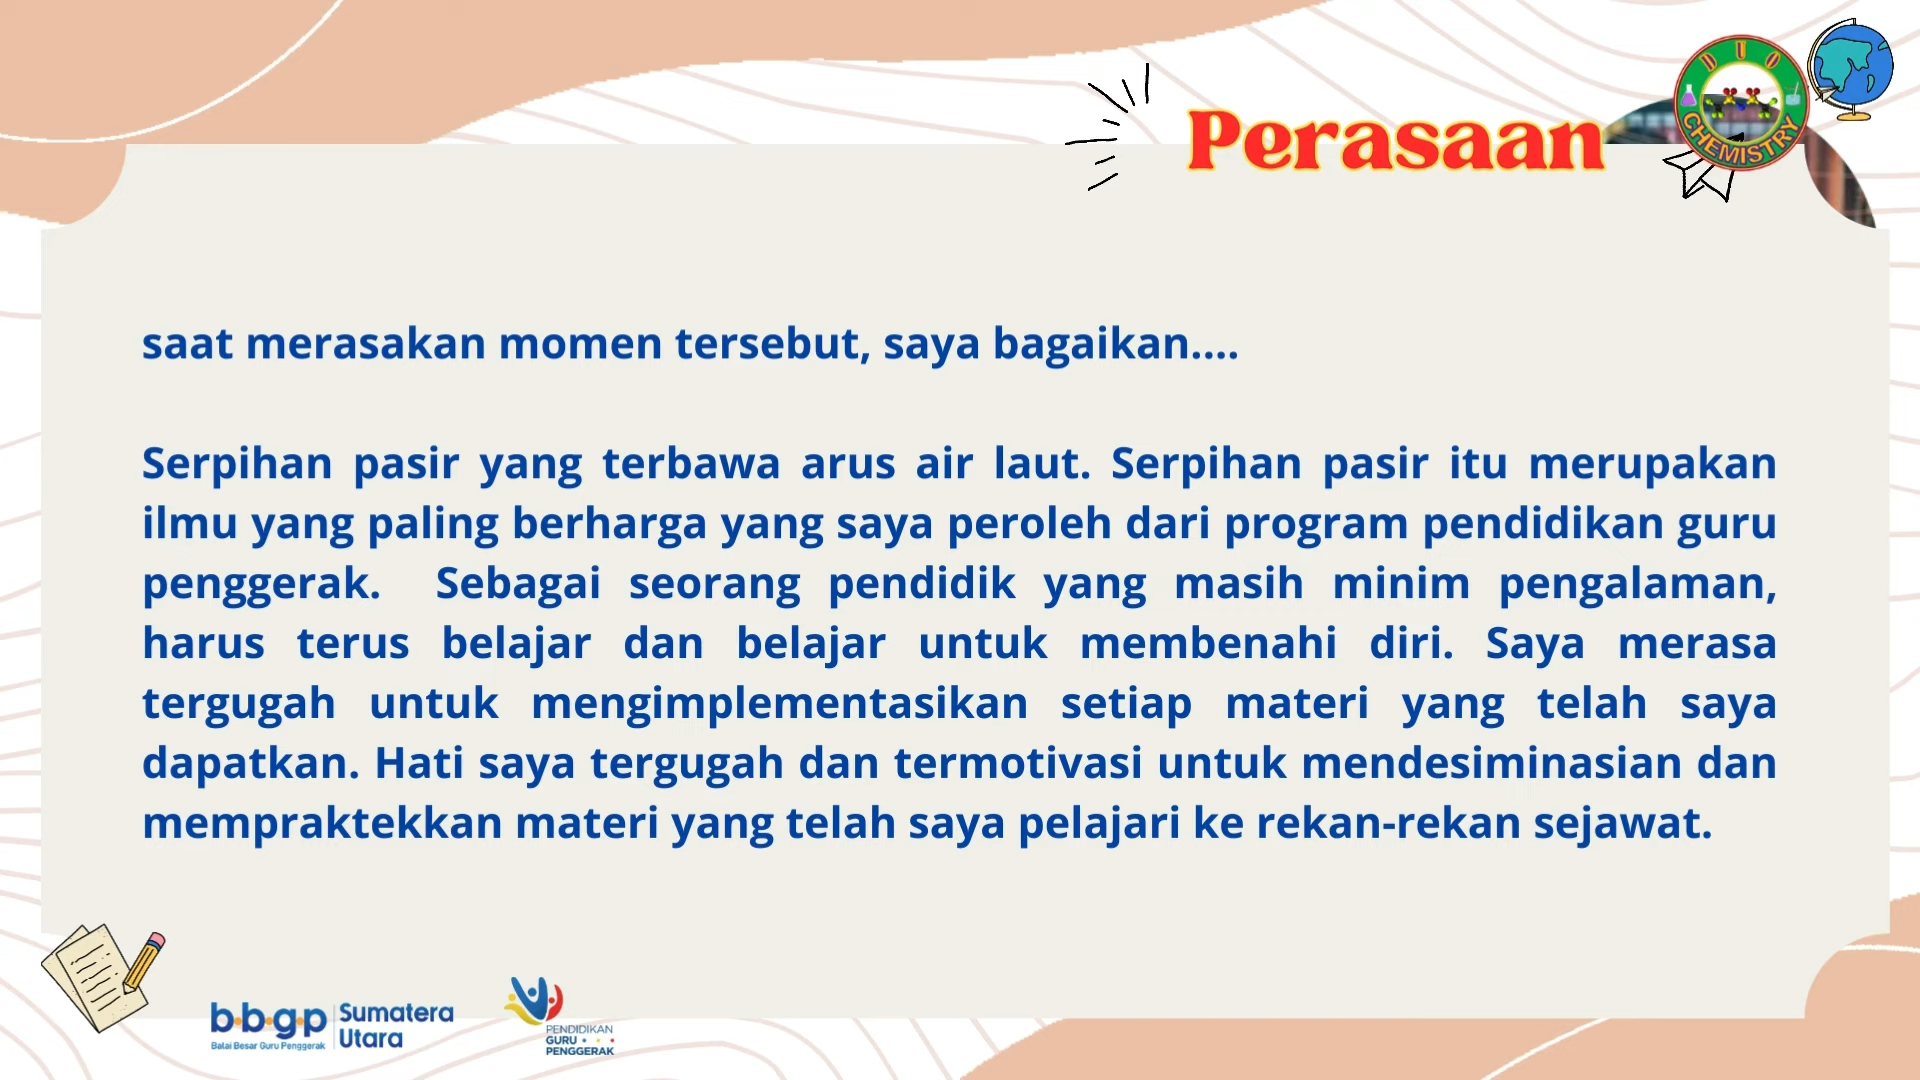 DUO
CHEMISTRY
Perasaan
saat merasakan momen tersebut, saya bagaikan....
Serpihan pasir yang terbawa arus air laut. Serpihan pasir itu merupakan
ilmu yang paling berharga yang saya peroleh dari program pendidikan guru
penggerak. Sebagai seorang pendidik yang masih minim pengalaman,
harus terus belajar dan belajar untuk membenahi diri. Saya merasa
tergugah untuk mengimplementasikan setiap materi yang telah saya
dapatkan. Hati saya tergugah dan termotivasi untuk mendesiminasian dan
mempraktekkan materi yang telah saya pelajari ke rekan-rekan sejawat.
b·b·g·p
Balai Besar Guru Penggerak
Sumatera
Utara
PENDIDIKAN
GURU
PENGGERAK